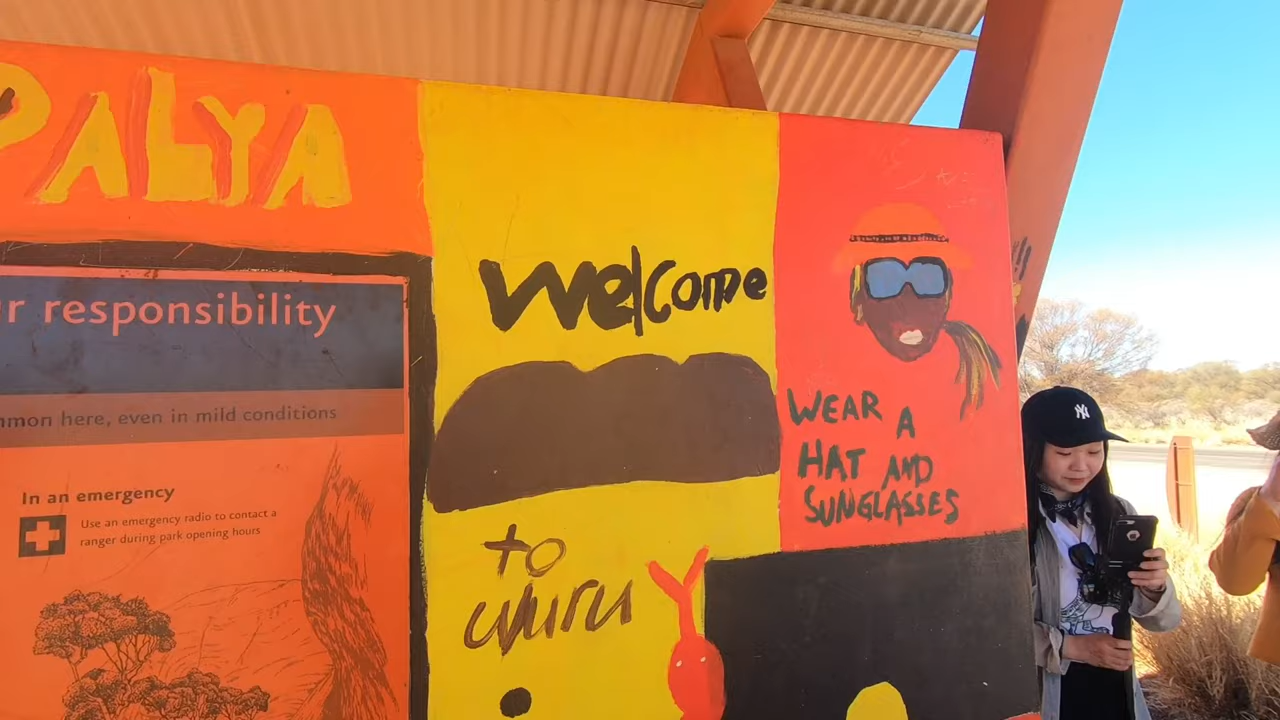 PALYA
r responsibility
mmon here, even in mild conditions
In an emergency
Use an emergency radio to contact a
ranger during park opening hours
welcome
to
uluru
WEAR A
HAT AND
SUNGLASSES
NY